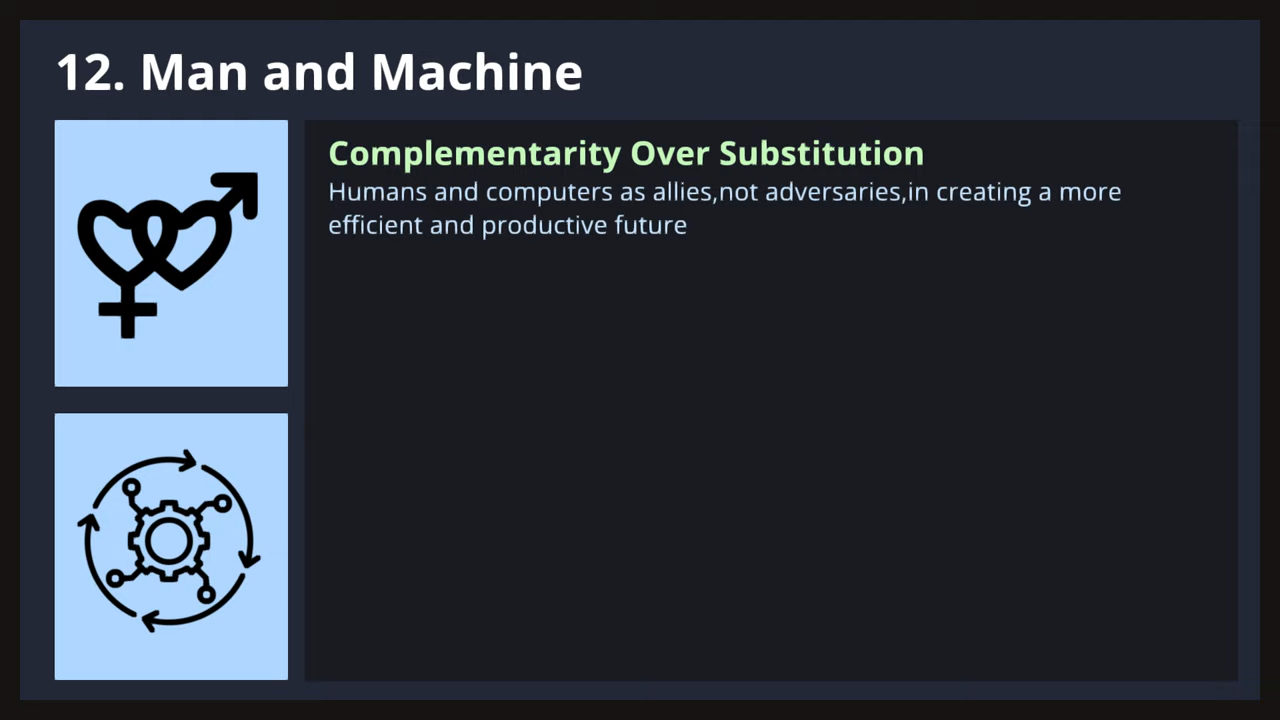 12. Man and Machine
Complementarity Over Substitution
Humans and computers as allies,not adversaries,in creating a more
efficient and productive future